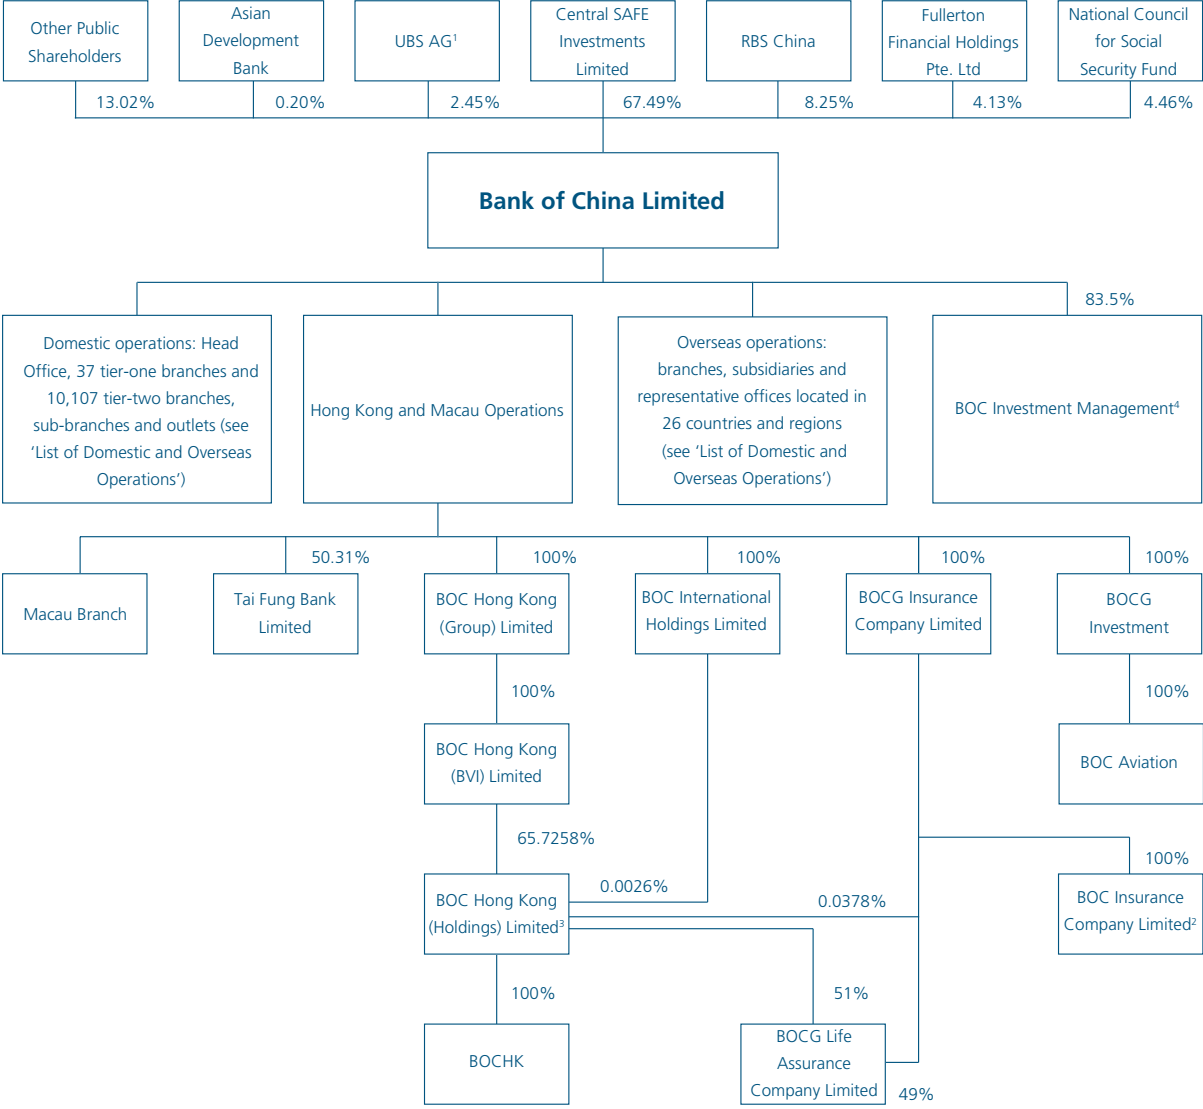 Other Public
Shareholders
Asian
Development
Bank
UBS AG¹
Central SAFE
Investments
Limited
RBS China
Fullerton
Financial Holdings
Pte. Ltd
National Council
for Social
Security Fund
13.02%
0.20%
2.45%
67.49%
8.25%
4.13%
4.46%
Bank of China Limited
83.5%
Domestic operations: Head
Office, 37 tier-one branches and
10,107 tier-two branches,
sub-branches and outlets (see
‘List of Domestic and Overseas
Operations’)
Hong Kong and Macau Operations
Overseas operations:
branches, subsidiaries and
representative offices located in
26 countries and regions
(see ‘List of Domestic and
Overseas Operations’)
BOC Investment Management⁴
50.31%
100%
100%
100%
100%
Macau Branch
Tai Fung Bank
Limited
BOC Hong Kong
(Group) Limited
BOC International
Holdings Limited
BOCG Insurance
Company Limited
BOCG
Investment
100%
100%
BOC Hong Kong
(BVI) Limited
BOC Aviation
65.7258%
100%
0.0026%
0.0378%
BOC Hong Kong
(Holdings) Limited³
BOC Insurance
Company Limited²
100%
51%
BOCHK
BOCG Life
Assurance
Company Limited
49%